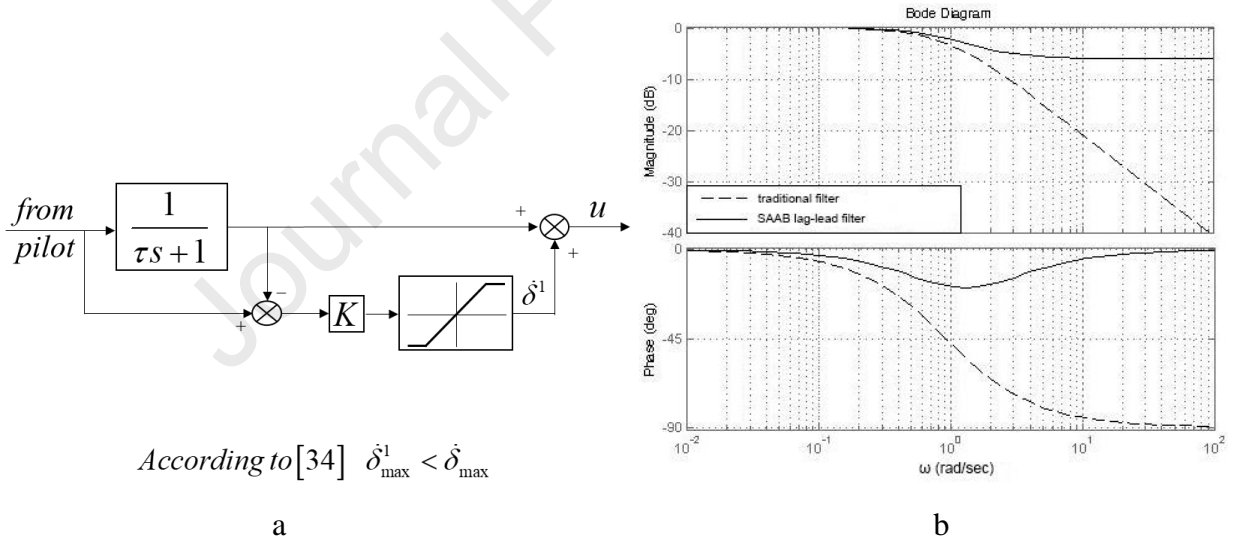 Journal P
from
pilot
1
τs + 1
+
−
+
K
δ̇¹
+
u
According to [34] δ̇¹max < δ̇max
a
Bode Diagram
Magnitude (dB)
0
-10
-20
-30
-40
traditional filter
SAAB lag-lead filter
Phase (deg)
0
-45
-90
10⁻²
10⁻¹
10⁰
10¹
10²
ω (rad/sec)
b